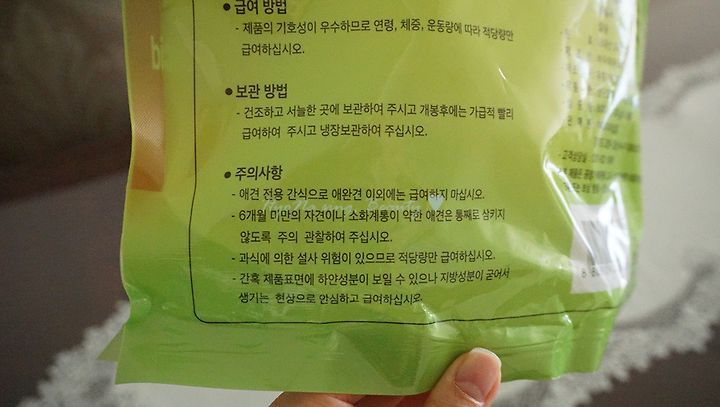 ● 급여 방법
- 제품의 기호성이 우수하므로 연령, 체중, 운동량에 따라 적당량만
급여하십시오.
● 보관 방법
- 건조하고 서늘한 곳에 보관하여 주시고 개봉후에는 가급적 빨리
급여하여 주시고 냉장보관하여 주십시오.
● 주의사항
- 애견 전용 간식으로 애완견 이외에는 급여하지 마십시오.
- 6개월 미만의 자견이나 소화계통이 약한 애견은 통째로 삼키지
않도록 주의 관찰하여 주십시오.
- 과식에 의한 설사 위험이 있으므로 적당량만 급여하십시오.
- 간혹 제품표면에 하얀성분이 보일 수 있으나 지방성분이 굳어서
생기는 현상으로 안심하고 급여하십시오.
· 고객상담실